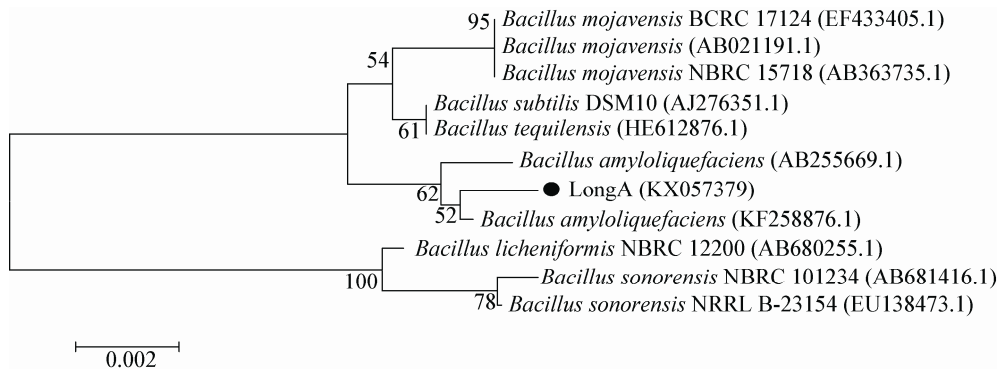 95 Bacillus mojavensis BCRC 17124 (EF433405.1)
Bacillus mojavensis (AB021191.1)
54
Bacillus mojavensis NBRC 15718 (AB363735.1)
Bacillus subtilis DSM10 (AJ276351.1)
61 Bacillus tequilensis (HE612876.1)
Bacillus amyloliquefaciens (AB255669.1)
62
LongA (KX057379)
52 Bacillus amyloliquefaciens (KF258876.1)
Bacillus licheniformis NBRC 12200 (AB680255.1)
100
Bacillus sonorensis NBRC 101234 (AB681416.1)
78 Bacillus sonorensis NRRL B-23154 (EU138473.1)
0.002